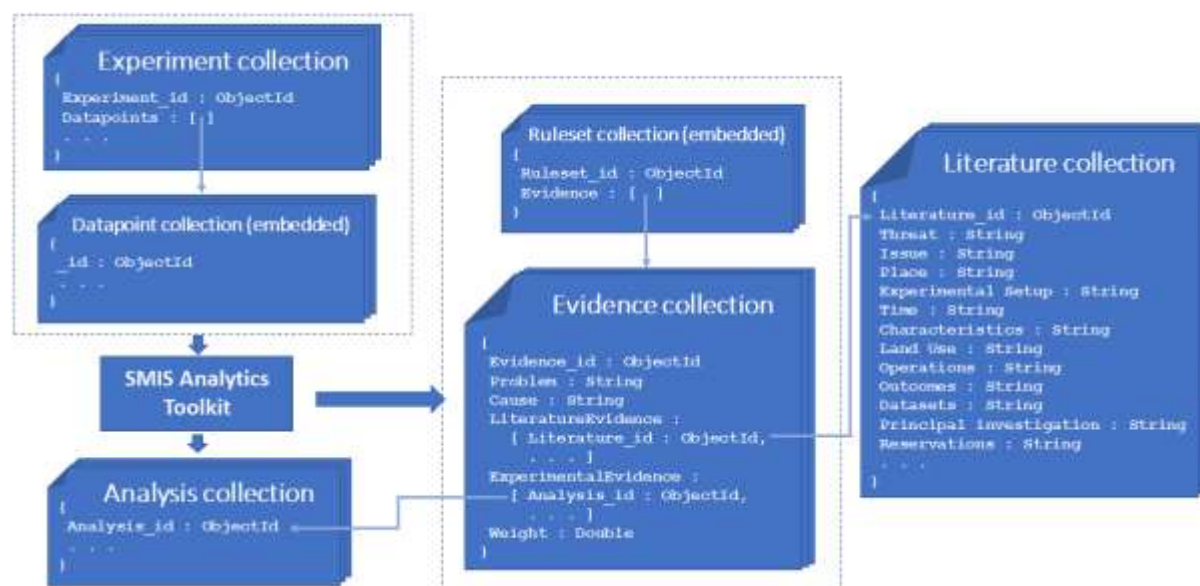 Experiment collection
{
Experiment_id : ObjectId
Datapoints : [ ]
. . .
}
Datapoint collection (embedded)
{
_id : ObjectId
. . .
}
SMIS Analytics
Toolkit
Analysis collection
{
Analysis_id : ObjectId
. . .
}
Ruleset collection (embedded)
{
Ruleset_id : ObjectId
Evidence : [ ]
}
Evidence collection
{
Evidence_id : ObjectId
Problem : String
Cause : String
LiteratureEvidence :
[ Literature_id : ObjectId,
. . . ]
ExperimentalEvidence :
[ Analysis_id : ObjectId,
. . . ]
Weight : Double
}
Literature collection
{
Literature_id : ObjectId
Threat : String
Issue : String
Place : String
Experimental Setup : String
Time : String
Characteristics : String
Land Use : String
Operations : String
Outcomes : String
Datasets : String
Principal investigation : String
Reservations : String
. . .
}